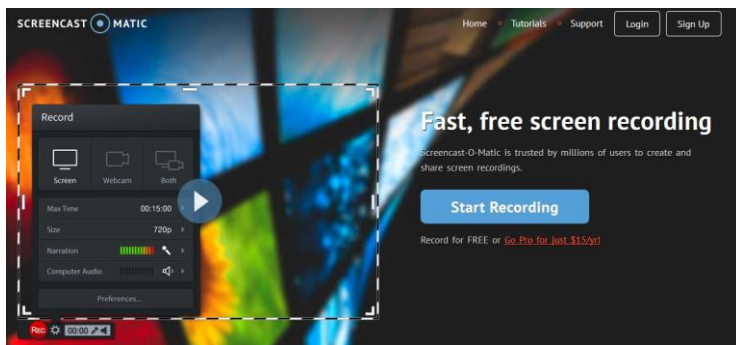 SCREENCAST O MATIC
Home • Tutorials • Support Login Sign Up
Record
Screen Webcam Both
Max Time 00:15:00
Size 720p
Narration
Computer Audio
Preferences...
Rec 00:00
Fast, free screen recording
Screencast-O-Matic is trusted by millions of users to create and
share screen recordings.
Start Recording
Record for FREE or Go Pro for just $15/yr!